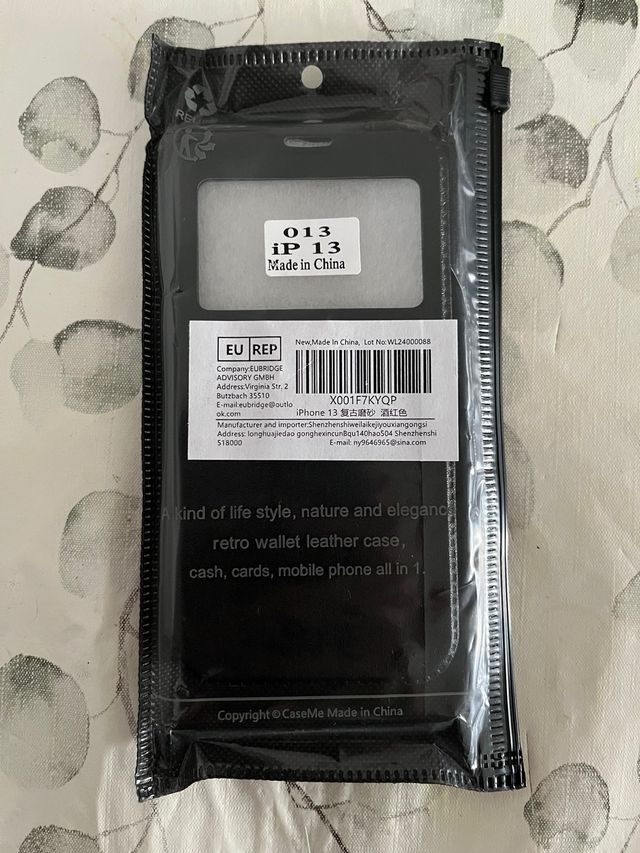 013
iP 13
Made in China
EU REP
Company:EUBRIDGE
ADVISORY GMBH
Address:Virginia Str, 2
Butzbach 35510
E-mail:eubridge@outlo
ok.com
New,Made In China, Lot No:WL24000088
X001F7KYQP
iPhone 13 复古磨砂 酒红色
Manufacturer and importer:Shenzhenshiweilaikejiyouxiangongsi
Address: longhuajiedao gonghexincunBqu140hao504 Shenzhenshi
518000 E-mail: ny9646965@sina.com
A kind of life style, nature and eleganc
retro wallet leather case,
cash, cards, mobile phone all in 1.
Copyright © CaseMe Made in China